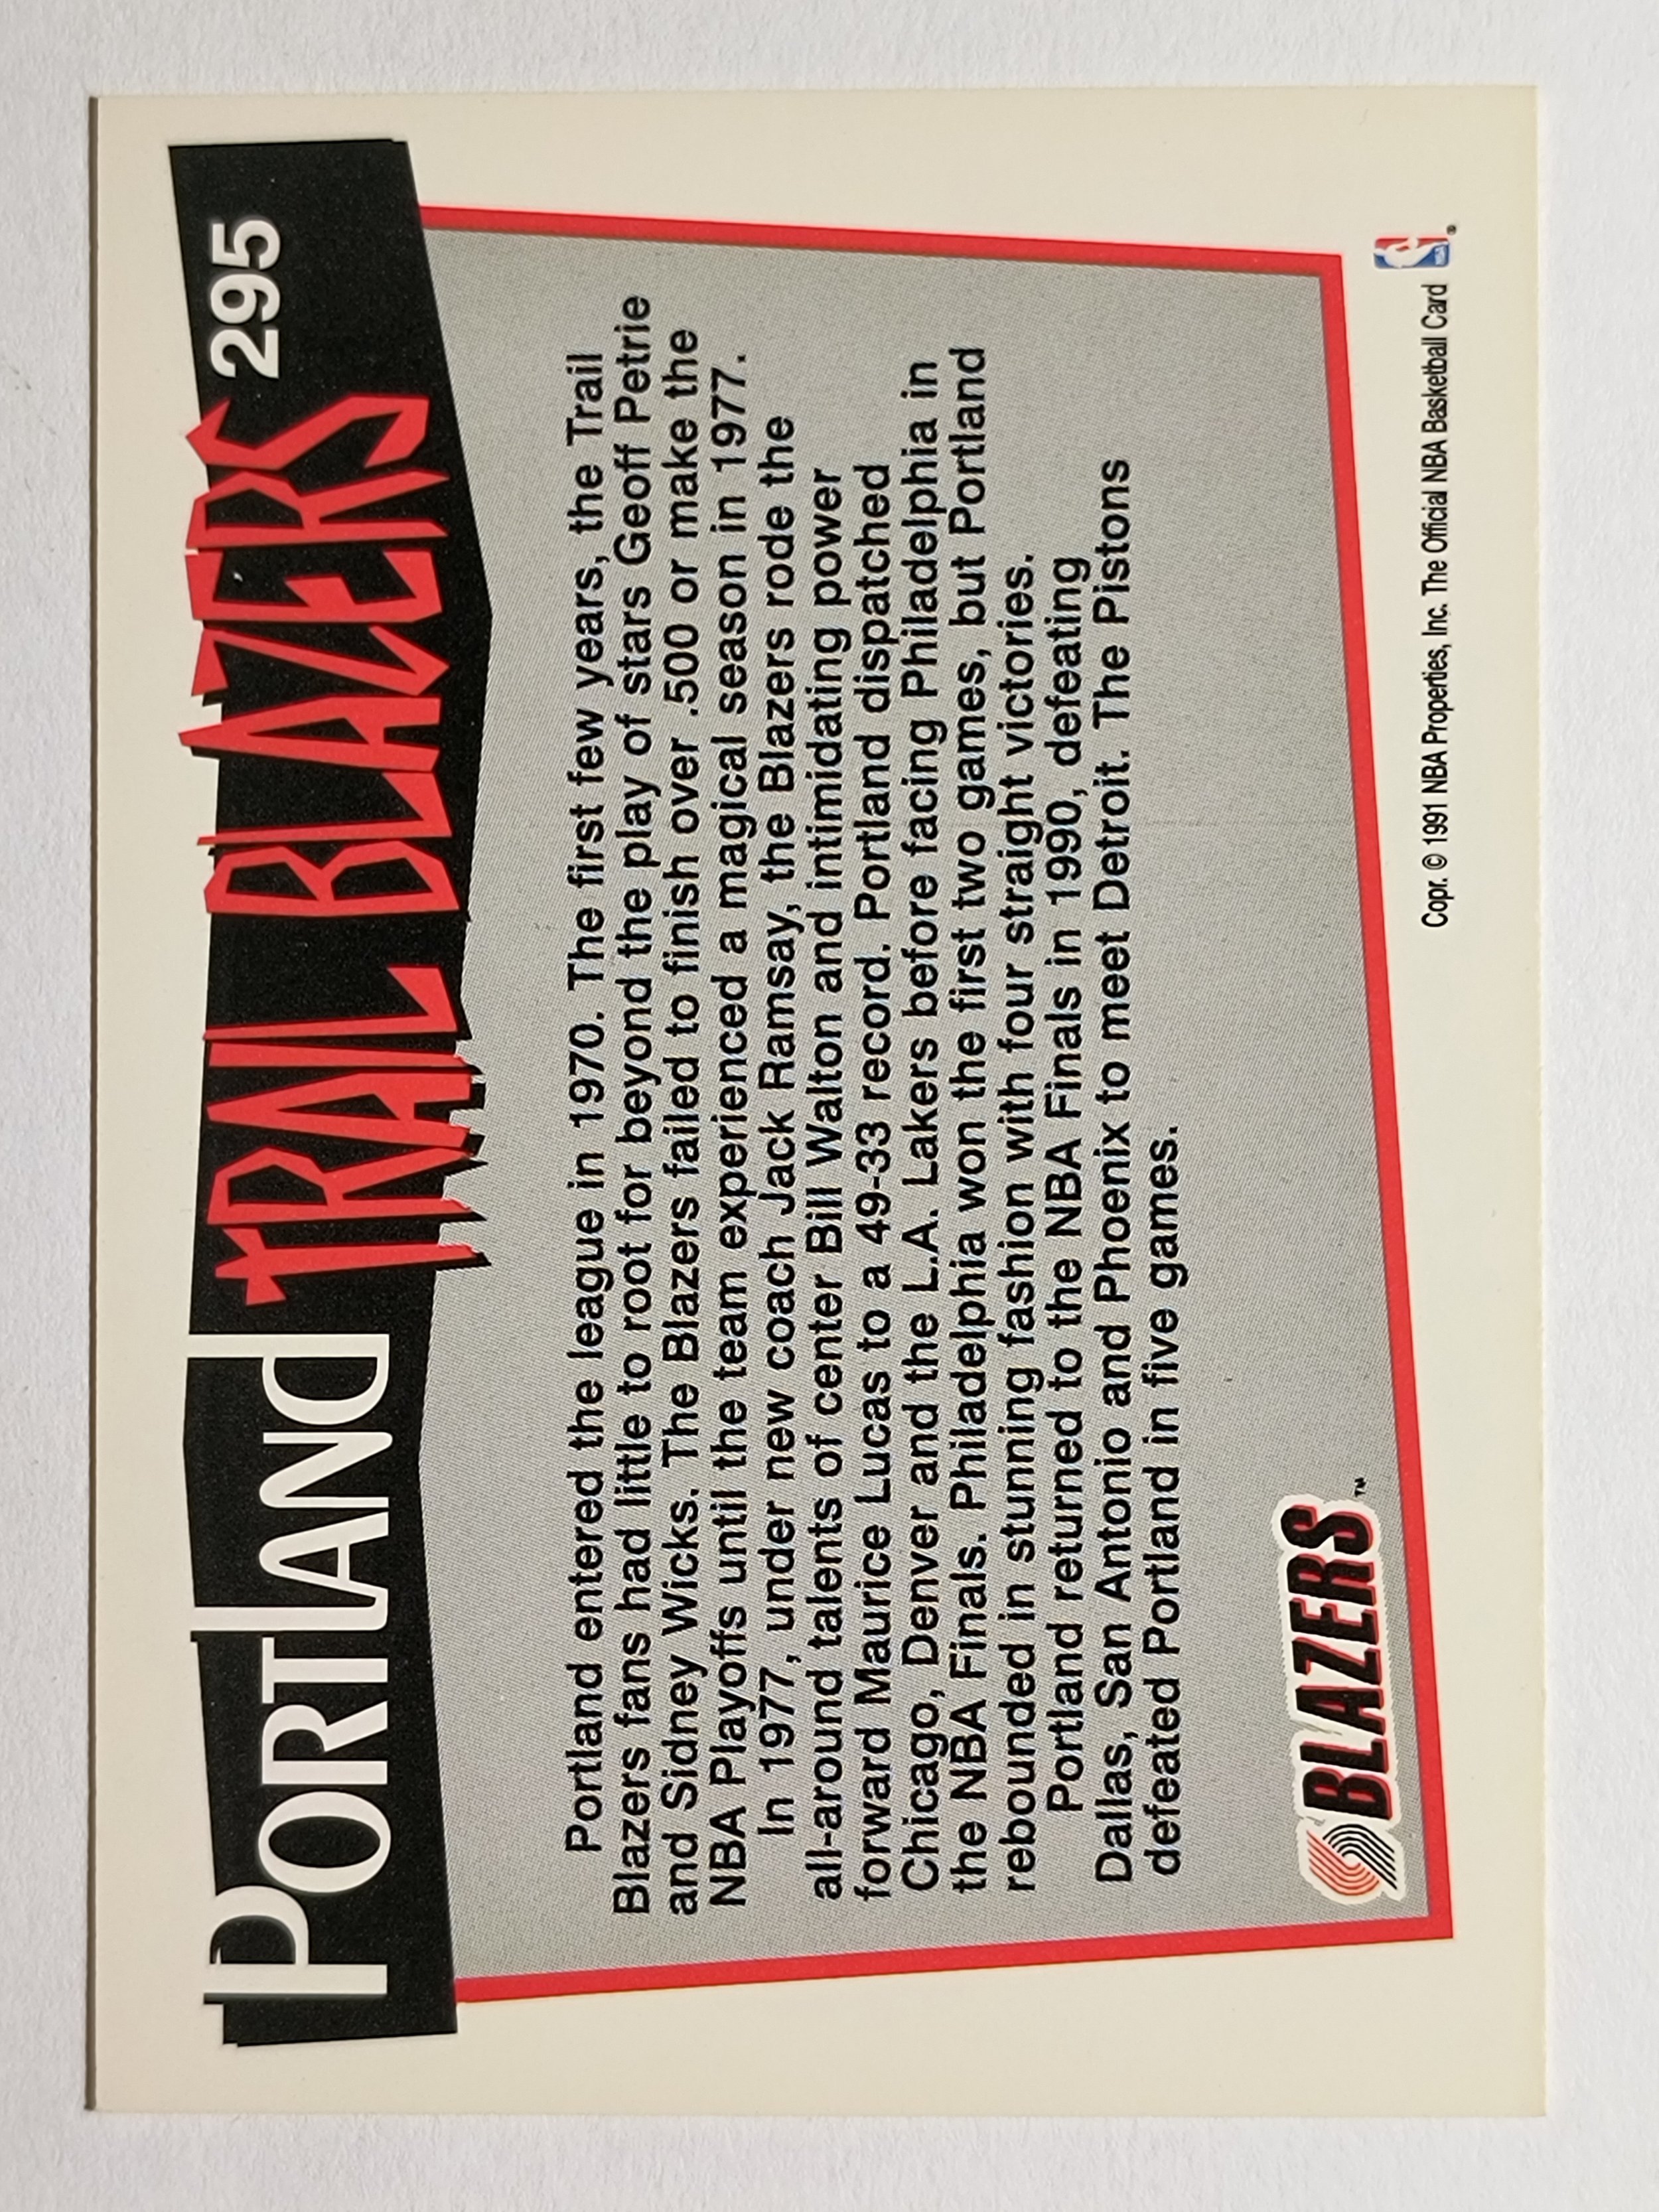 PORTLAND TRAIL BLAZERS 295
Portland entered the league in 1970. The first few years, the Trail
Blazers fans had little to root for beyond the play of stars Geoff Petrie
and Sidney Wicks. The Blazers failed to finish over .500 or make the
NBA Playoffs until the team experienced a magical season in 1977.
In 1977, under new coach Jack Ramsay, the Blazers rode the
all-around talents of center Bill Walton and intimidating power
forward Maurice Lucas to a 49-33 record. Portland dispatched
Chicago, Denver and the L.A. Lakers before facing Philadelphia in
the NBA Finals. Philadelphia won the first two games, but Portland
rebounded in stunning fashion with four straight victories.
Portland returned to the NBA Finals in 1990, defeating
Dallas, San Antonio and Phoenix to meet Detroit. The Pistons
defeated Portland in five games.
BLAZERS™
Copr. © 1991 NBA Properties, Inc. The Official NBA Basketball Card
NBA ®